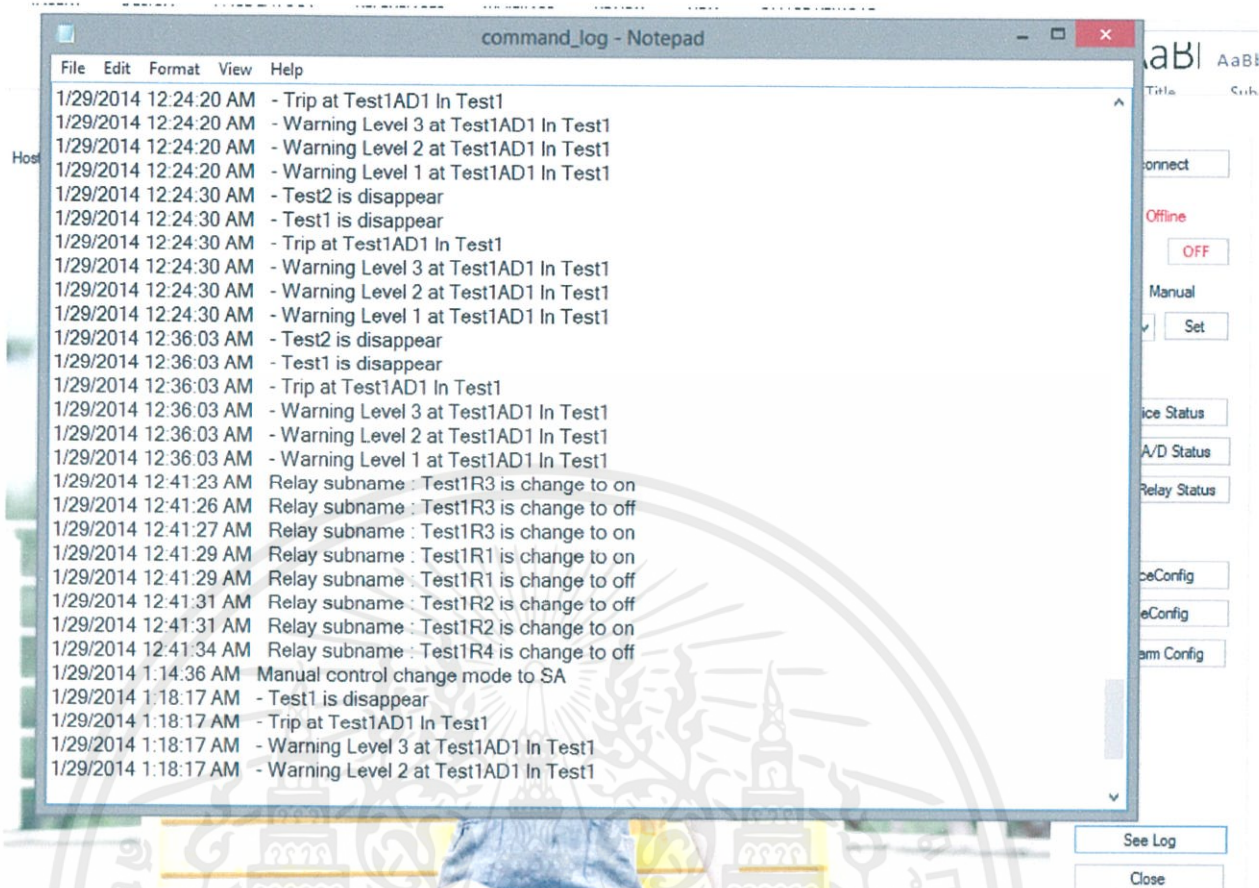 command_log - Notepad
File Edit Format View Help
1/29/2014 12:24:20 AM - Trip at Test1AD1 In Test1
1/29/2014 12:24:20 AM - Warning Level 3 at Test1AD1 In Test1
1/29/2014 12:24:20 AM - Warning Level 2 at Test1AD1 In Test1
1/29/2014 12:24:20 AM - Warning Level 1 at Test1AD1 In Test1
1/29/2014 12:24:30 AM - Test2 is disappear
1/29/2014 12:24:30 AM - Test1 is disappear
1/29/2014 12:24:30 AM - Trip at Test1AD1 In Test1
1/29/2014 12:24:30 AM - Warning Level 3 at Test1AD1 In Test1
1/29/2014 12:24:30 AM - Warning Level 2 at Test1AD1 In Test1
1/29/2014 12:24:30 AM - Warning Level 1 at Test1AD1 In Test1
1/29/2014 12:36:03 AM - Test2 is disappear
1/29/2014 12:36:03 AM - Test1 is disappear
1/29/2014 12:36:03 AM - Trip at Test1AD1 In Test1
1/29/2014 12:36:03 AM - Warning Level 3 at Test1AD1 In Test1
1/29/2014 12:36:03 AM - Warning Level 2 at Test1AD1 In Test1
1/29/2014 12:36:03 AM - Warning Level 1 at Test1AD1 In Test1
1/29/2014 12:41:23 AM Relay subname : Test1R3 is change to on
1/29/2014 12:41:26 AM Relay subname : Test1R3 is change to off
1/29/2014 12:41:27 AM Relay subname : Test1R3 is change to on
1/29/2014 12:41:29 AM Relay subname : Test1R1 is change to on
1/29/2014 12:41:29 AM Relay subname : Test1R1 is change to off
1/29/2014 12:41:31 AM Relay subname : Test1R2 is change to off
1/29/2014 12:41:31 AM Relay subname : Test1R2 is change to on
1/29/2014 12:41:34 AM Relay subname : Test1R4 is change to off
1/29/2014 1:14:36 AM Manual control change mode to SA
1/29/2014 1:18:17 AM - Test1 is disappear
1/29/2014 1:18:17 AM - Trip at Test1AD1 In Test1
1/29/2014 1:18:17 AM - Warning Level 3 at Test1AD1 In Test1
1/29/2014 1:18:17 AM - Warning Level 2 at Test1AD1 In Test1
Host
aBl AaBb
Title Sub
onnect
Offline
OFF
Manual
Set
ice Status
A/D Status
Relay Status
ceConfig
eConfig
arm Config
See Log
Close